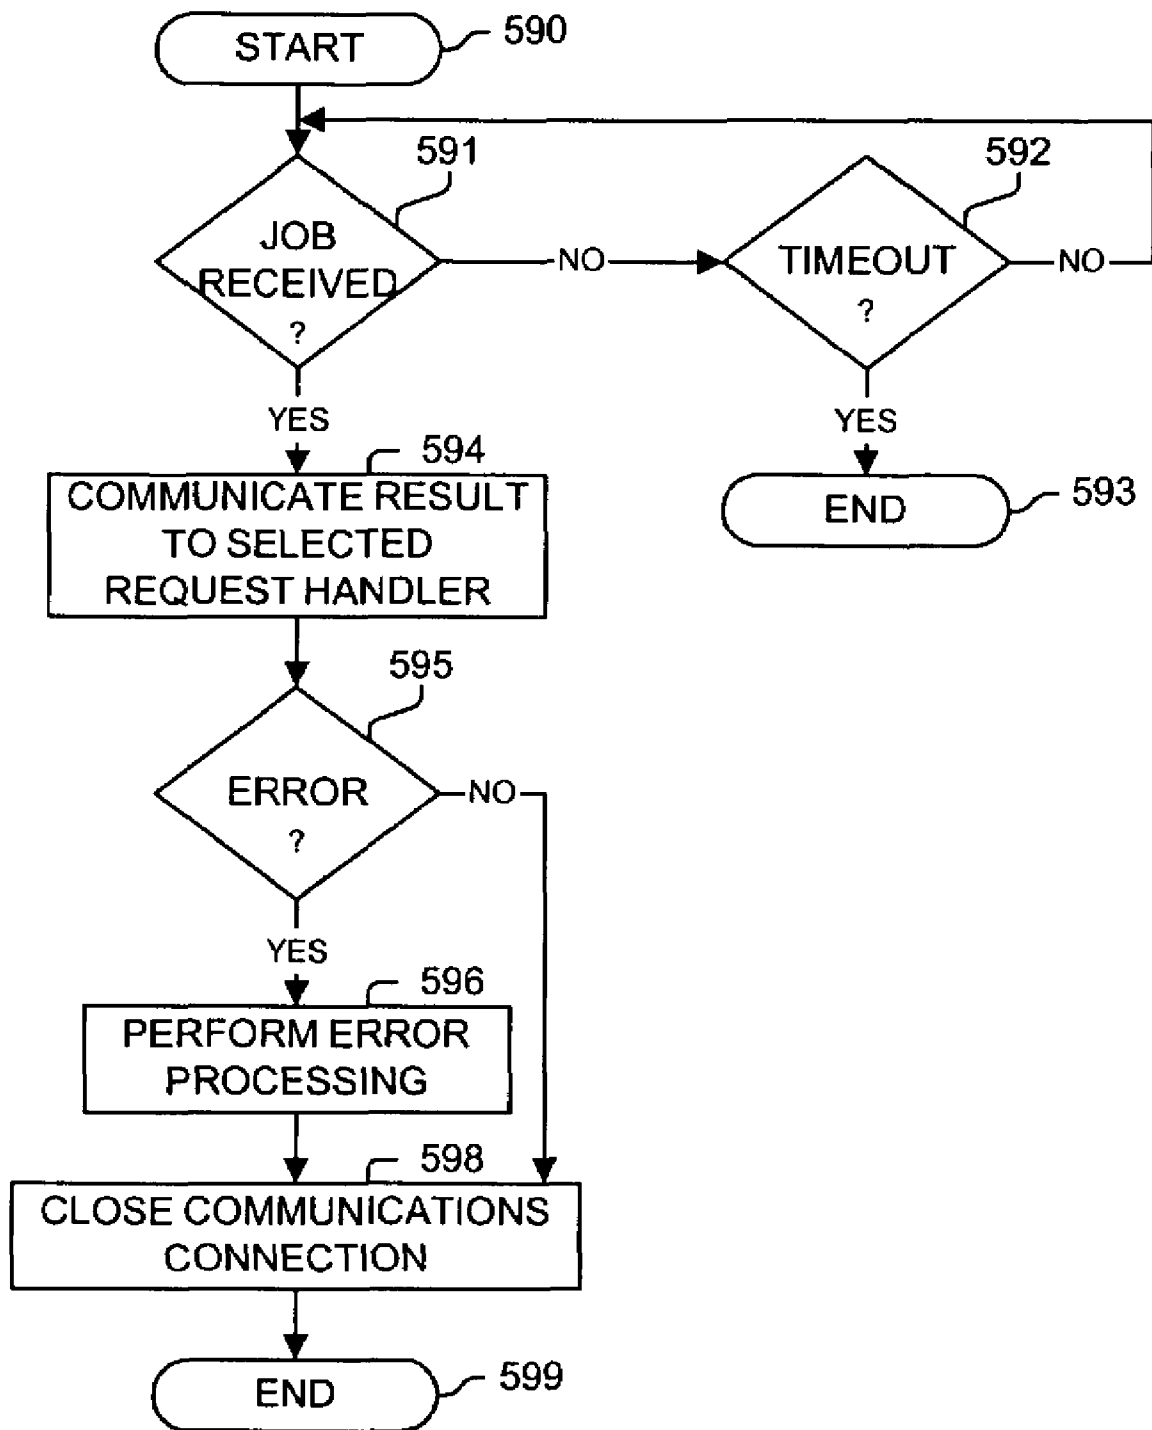 START
590
591
JOB
RECEIVED
?
NO
592
TIMEOUT
?
NO
YES
YES
594
COMMUNICATE RESULT
TO SELECTED
REQUEST HANDLER
END
593
595
ERROR
?
NO
YES
596
PERFORM ERROR
PROCESSING
598
CLOSE COMMUNICATIONS
CONNECTION
END
599